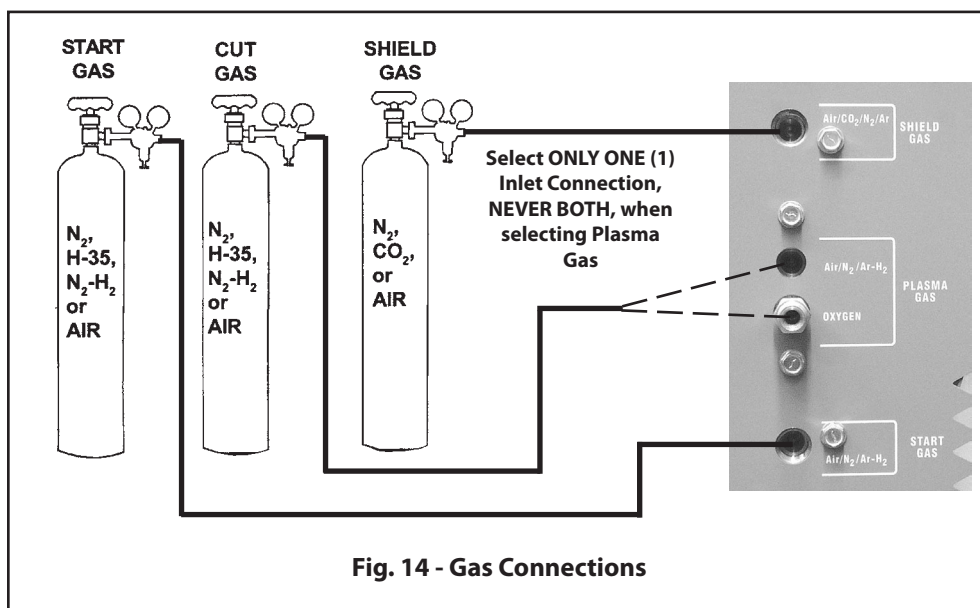 START
GAS
CUT
GAS
SHIELD
GAS
N₂,
H-35,
N₂-H₂
or
AIR
N₂,
H-35,
N₂-H₂
or
AIR
N₂,
CO₂,
or
AIR
Select ONLY ONE (1)
Inlet Connection,
NEVER BOTH, when
selecting Plasma
Gas
Air/CO₂/N₂/Ar
SHIELD
GAS
Air/N₂/Ar-H₂
PLASMA
GAS
OXYGEN
START
GAS
Air/N₂/Ar-H₂
Fig. 14 - Gas Connections